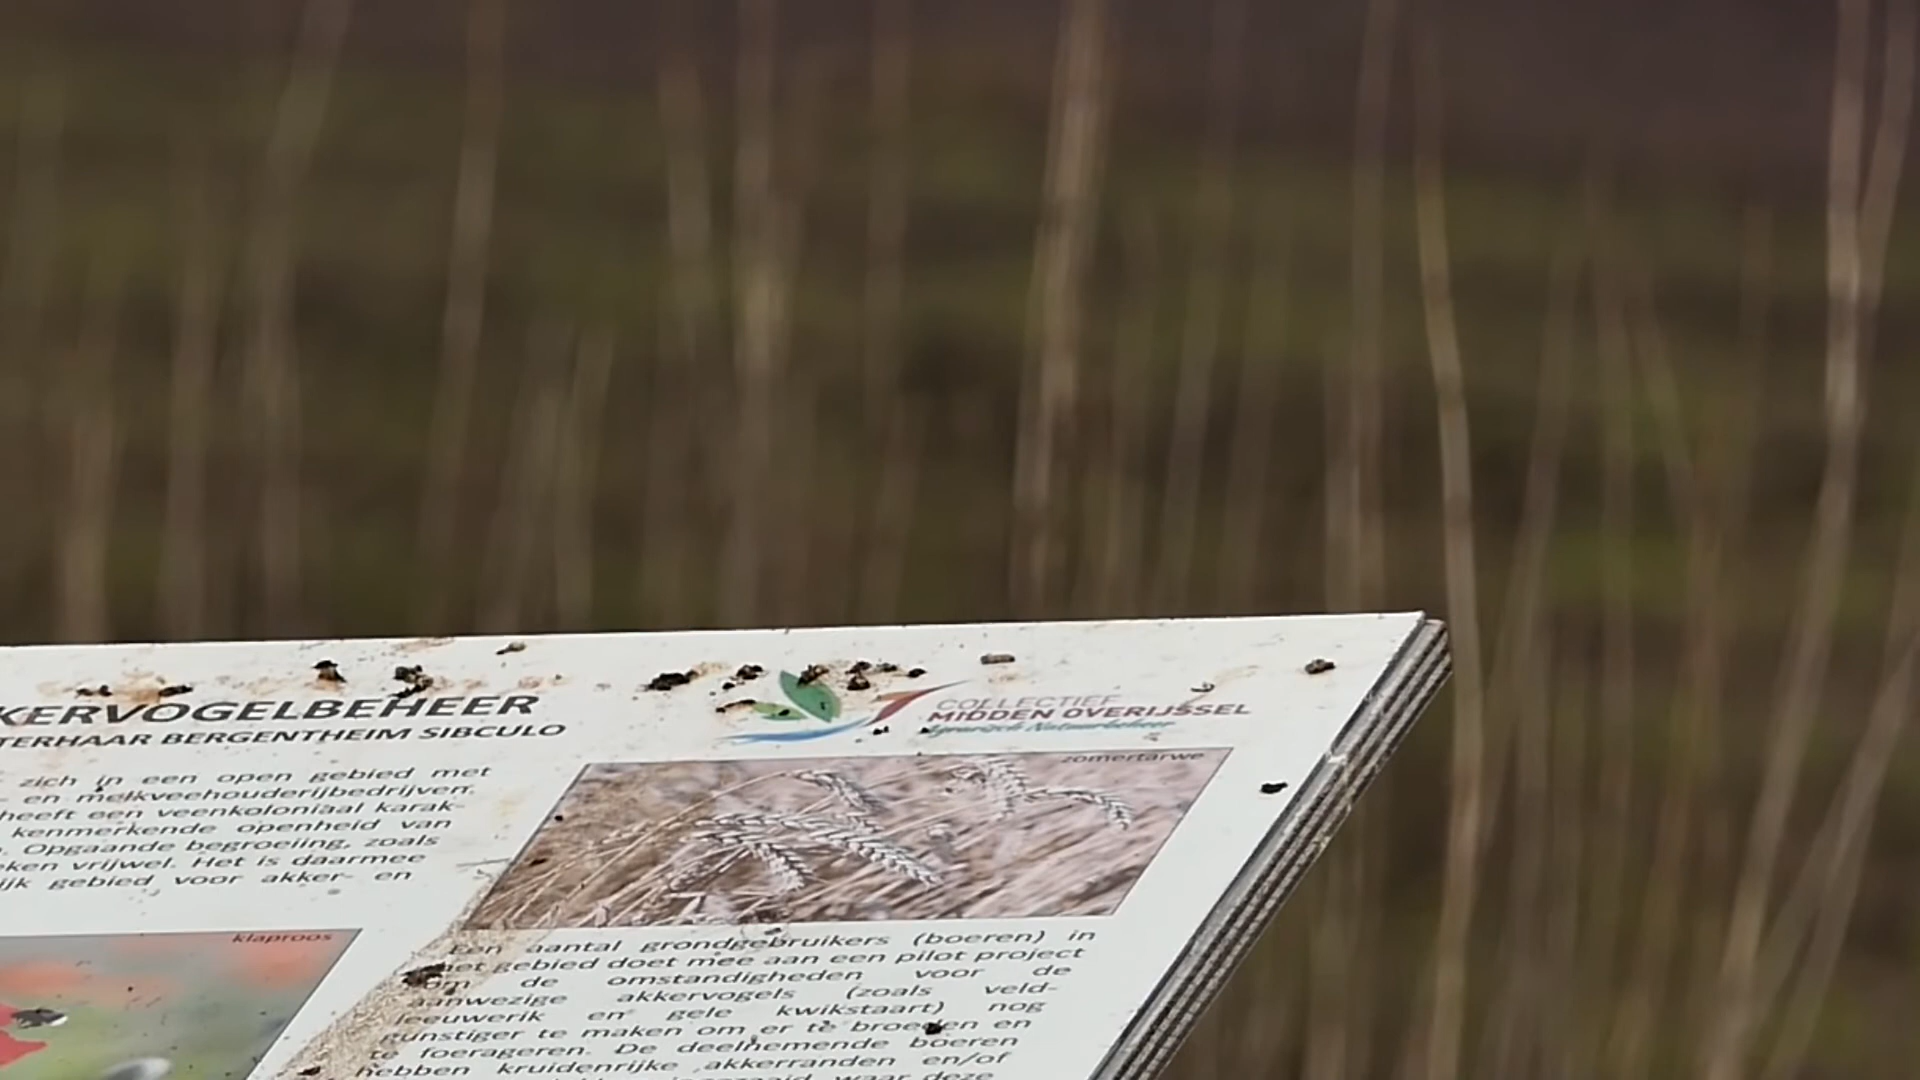 KERVOGELBEHEER
TERHAAR BERGENTHEIM SIBCULO
COLLECTIEF
MIDDEN OVERIJSSEL
Agrarisch Natuurbeheer
zich in een open gebied met
- en melkveehouderijbedrijven.
heeft een veenkoloniaal karak-
kenmerkende openheid van
. Opgaande begroeiing, zoals
eken vrijwel. Het is daarmee
ijk gebied voor akker- en
klaproos
zomertarwe
Een aantal grondgebruikers (boeren) in
het gebied doet mee aan een pilot project
om de omstandigheden voor de
aanwezige akkervogels (zoals veld-
leeuwerik en gele kwikstaart) nog
gunstiger te maken om er te broeden en
te foerageren. De deelnemende boeren
hebben kruidenrijke akkerranden en/of
ingezaaid, waar deze